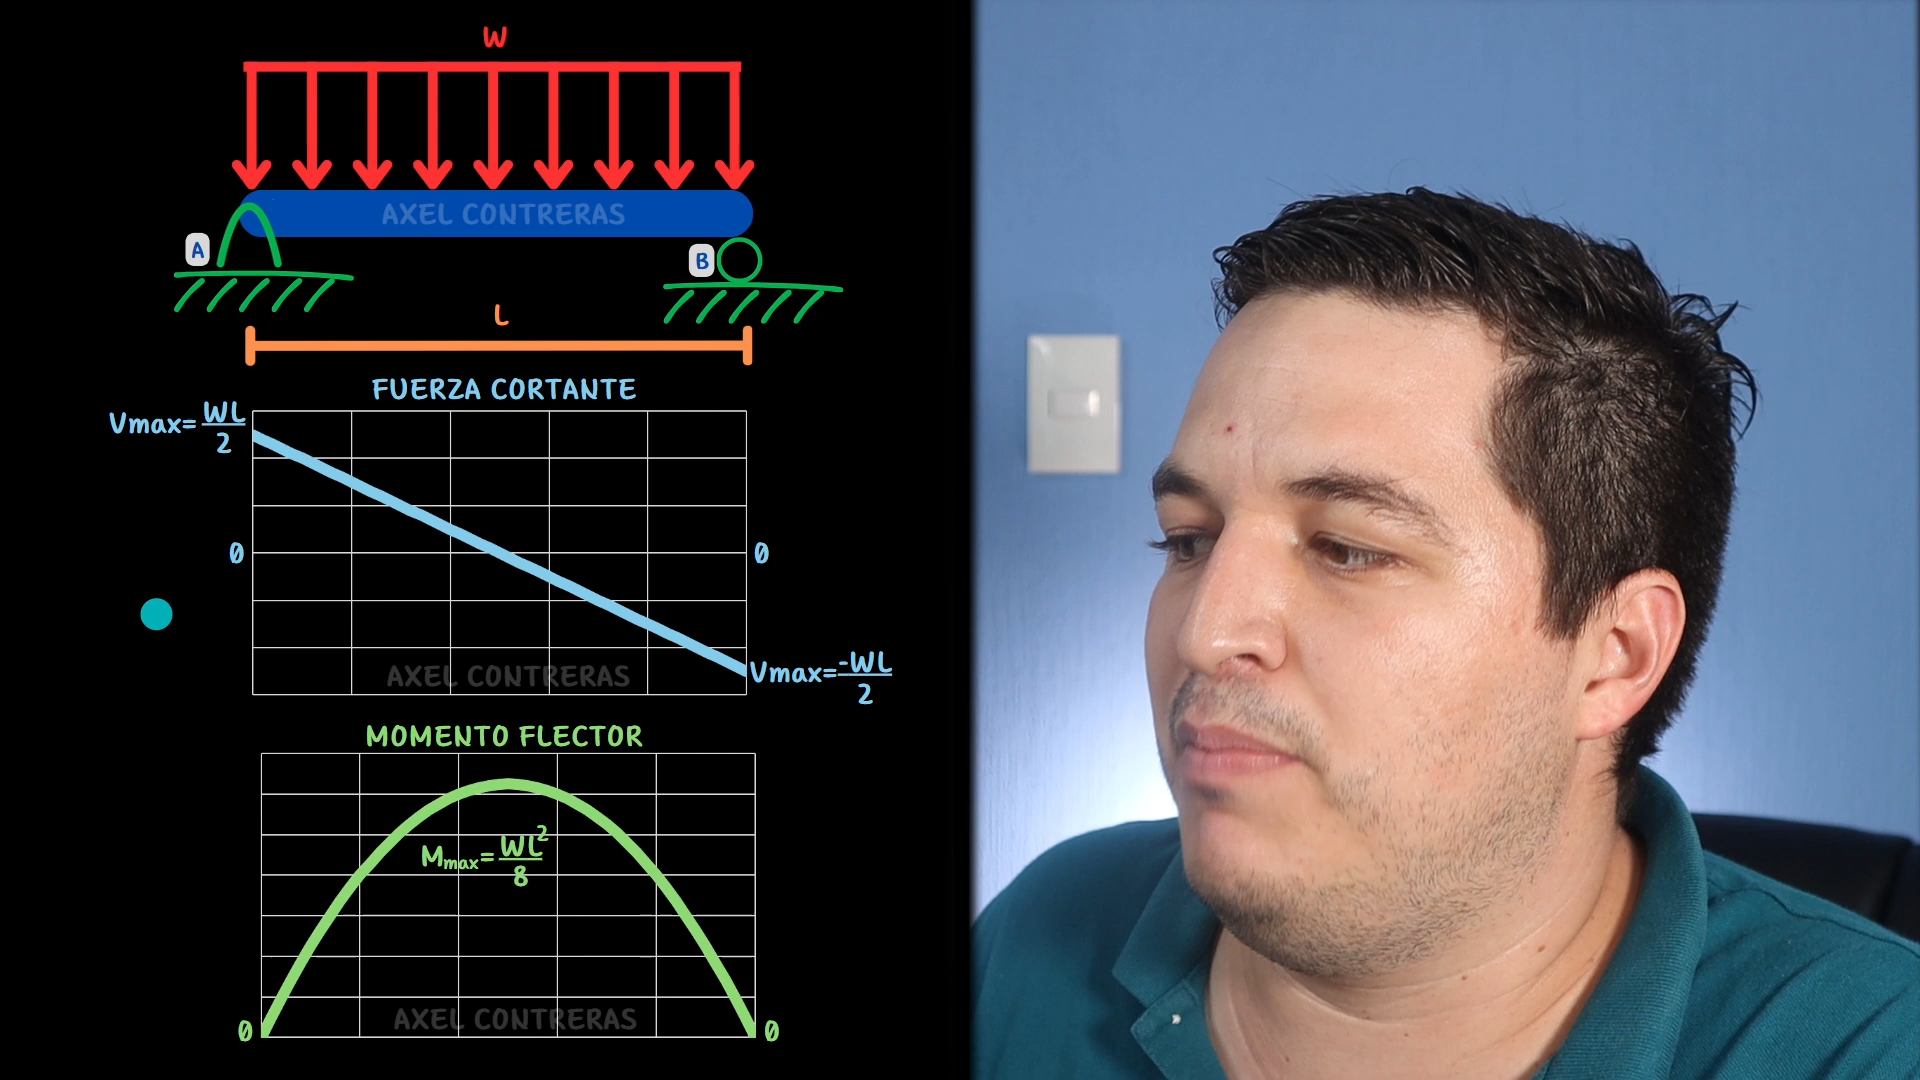 W
AXEL CONTRERAS
A
B
L
FUERZA CORTANTE
Vmax= WL
2
0
0
AXEL CONTRERAS
Vmax= -WL
2
MOMENTO FLECTOR
Mmax= WL²
8
AXEL CONTRERAS
0
0